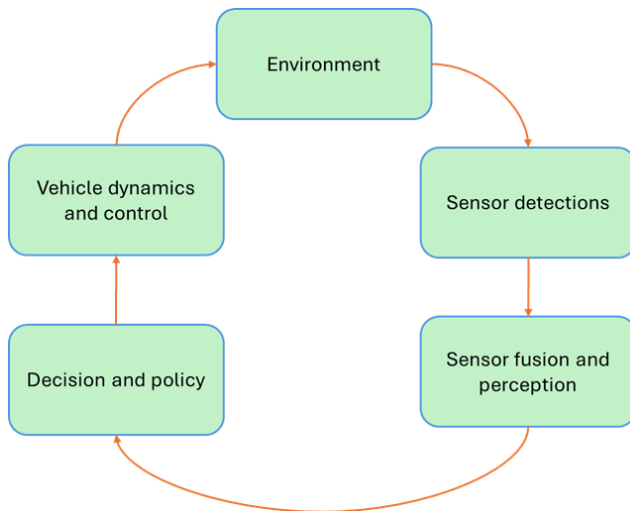 Environment
Vehicle dynamics
and control
Sensor detections
Decision and policy
Sensor fusion and
perception